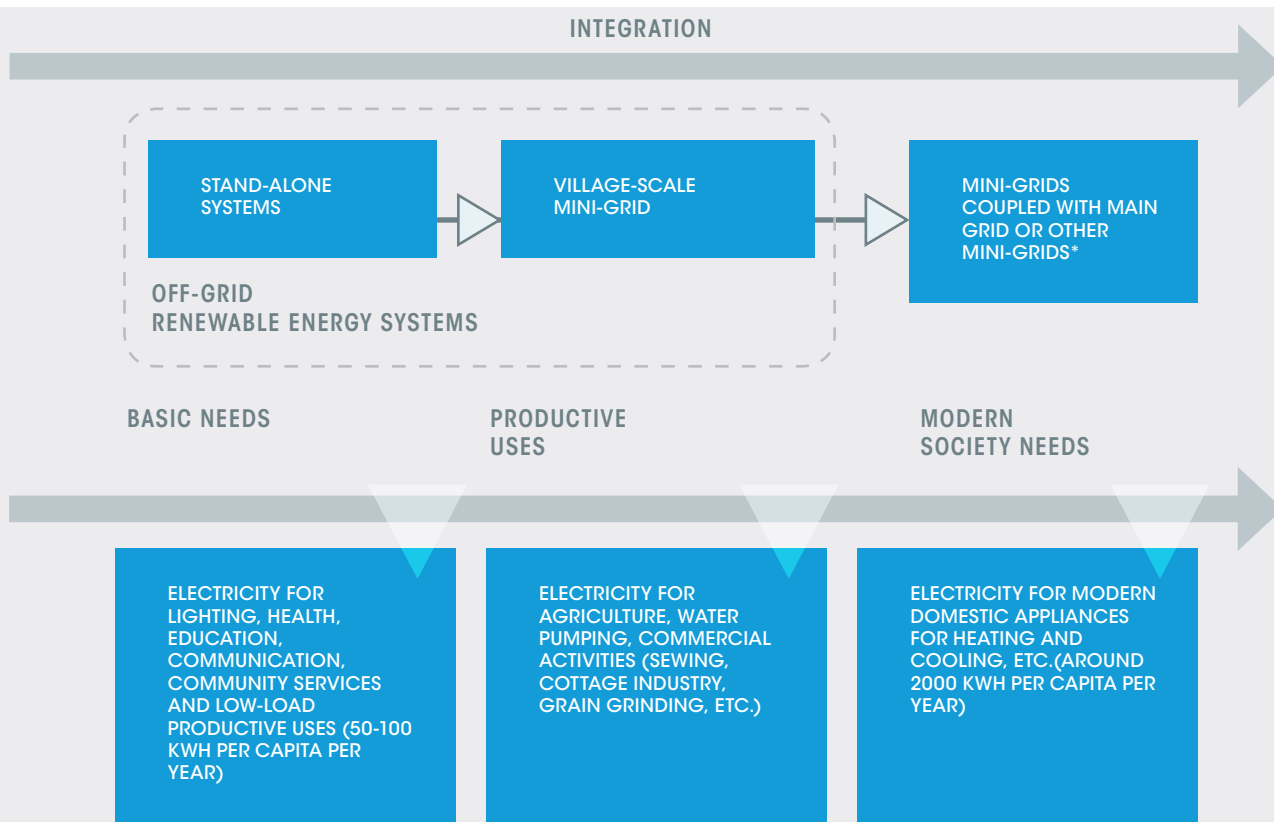 INTEGRATION
STAND-ALONE
SYSTEMS
VILLAGE-SCALE
MINI-GRID
MINI-GRIDS
COUPLED WITH MAIN
GRID OR OTHER
MINI-GRIDS*
OFF-GRID
RENEWABLE ENERGY SYSTEMS
BASIC NEEDS
PRODUCTIVE
USES
MODERN
SOCIETY NEEDS
ELECTRICITY FOR
LIGHTING, HEALTH,
EDUCATION,
COMMUNICATION,
COMMUNITY SERVICES
AND LOW-LOAD
PRODUCTIVE USES (50-100
KWH PER CAPITA PER
YEAR)
ELECTRICITY FOR
AGRICULTURE, WATER
PUMPING, COMMERCIAL
ACTIVITIES (SEWING,
COTTAGE INDUSTRY,
GRAIN GRINDING, ETC.)
ELECTRICITY FOR MODERN
DOMESTIC APPLIANCES
FOR HEATING AND
COOLING, ETC.(AROUND
2000 KWH PER CAPITA PER
YEAR)